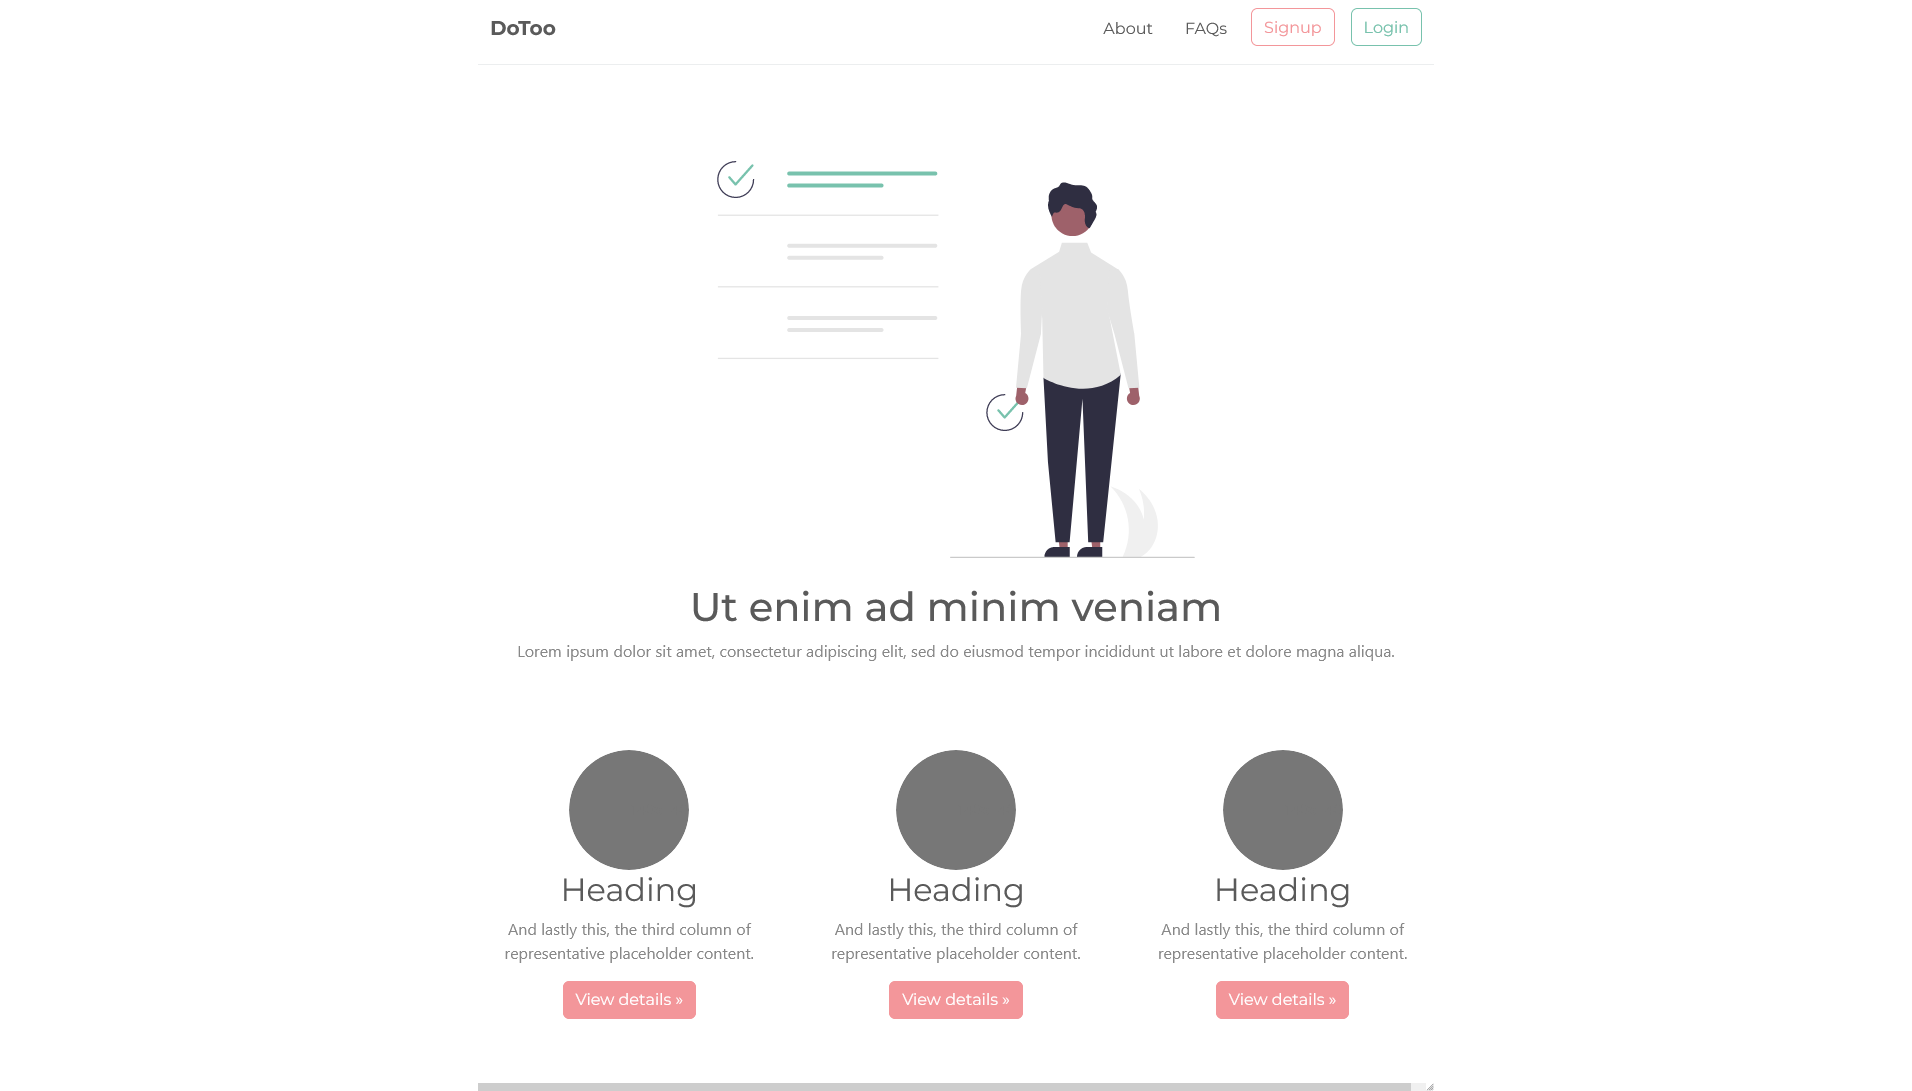 DoToo
About
FAQs
Signup
Login
Ut enim ad minim veniam
Lorem ipsum dolor sit amet, consectetur adipiscing elit, sed do eiusmod tempor incididunt ut labore et dolore magna aliqua.
Heading
And lastly this, the third column of
representative placeholder content.
View details »
Heading
And lastly this, the third column of
representative placeholder content.
View details »
Heading
And lastly this, the third column of
representative placeholder content.
View details »